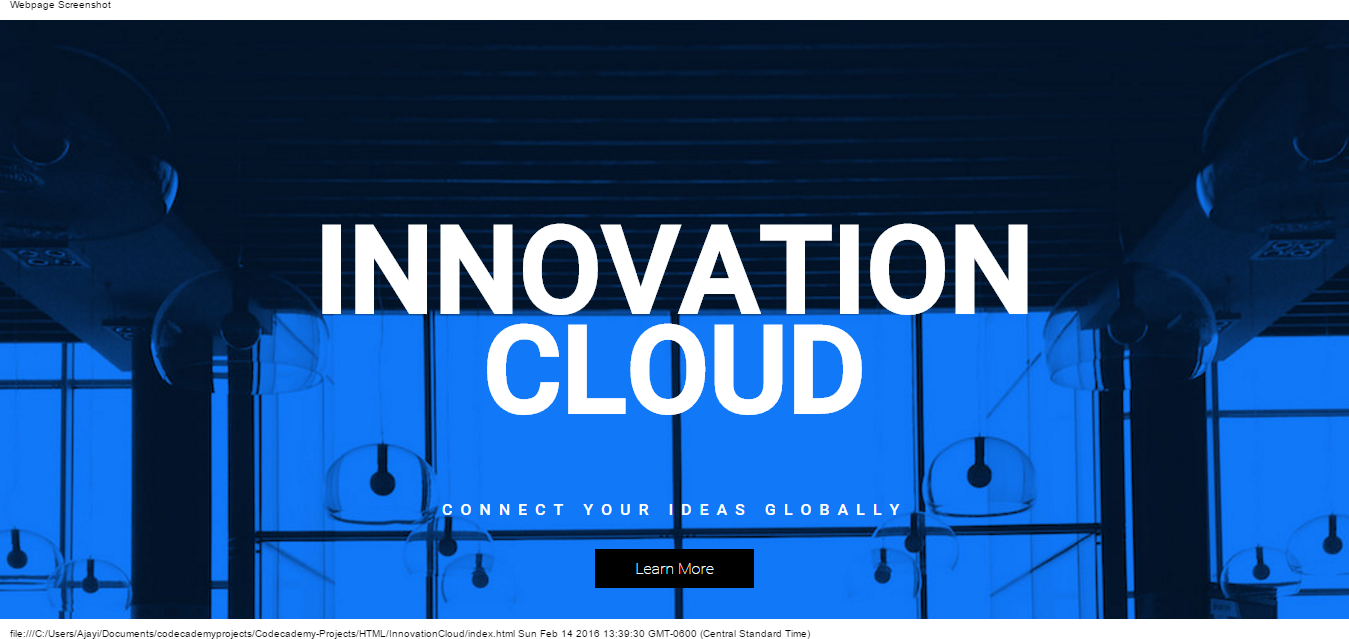 Webpage Screenshot
INNOVATION
CLOUD
CONNECT YOUR IDEAS GLOBALLY
Learn More
file:///C:/Users/Ajayi/Documents/codecademyprojects/Codecademy-Projects/HTML/InnovationCloud/index.html Sun Feb 14 2016 13:39:30 GMT-0600 (Central Standard Time)